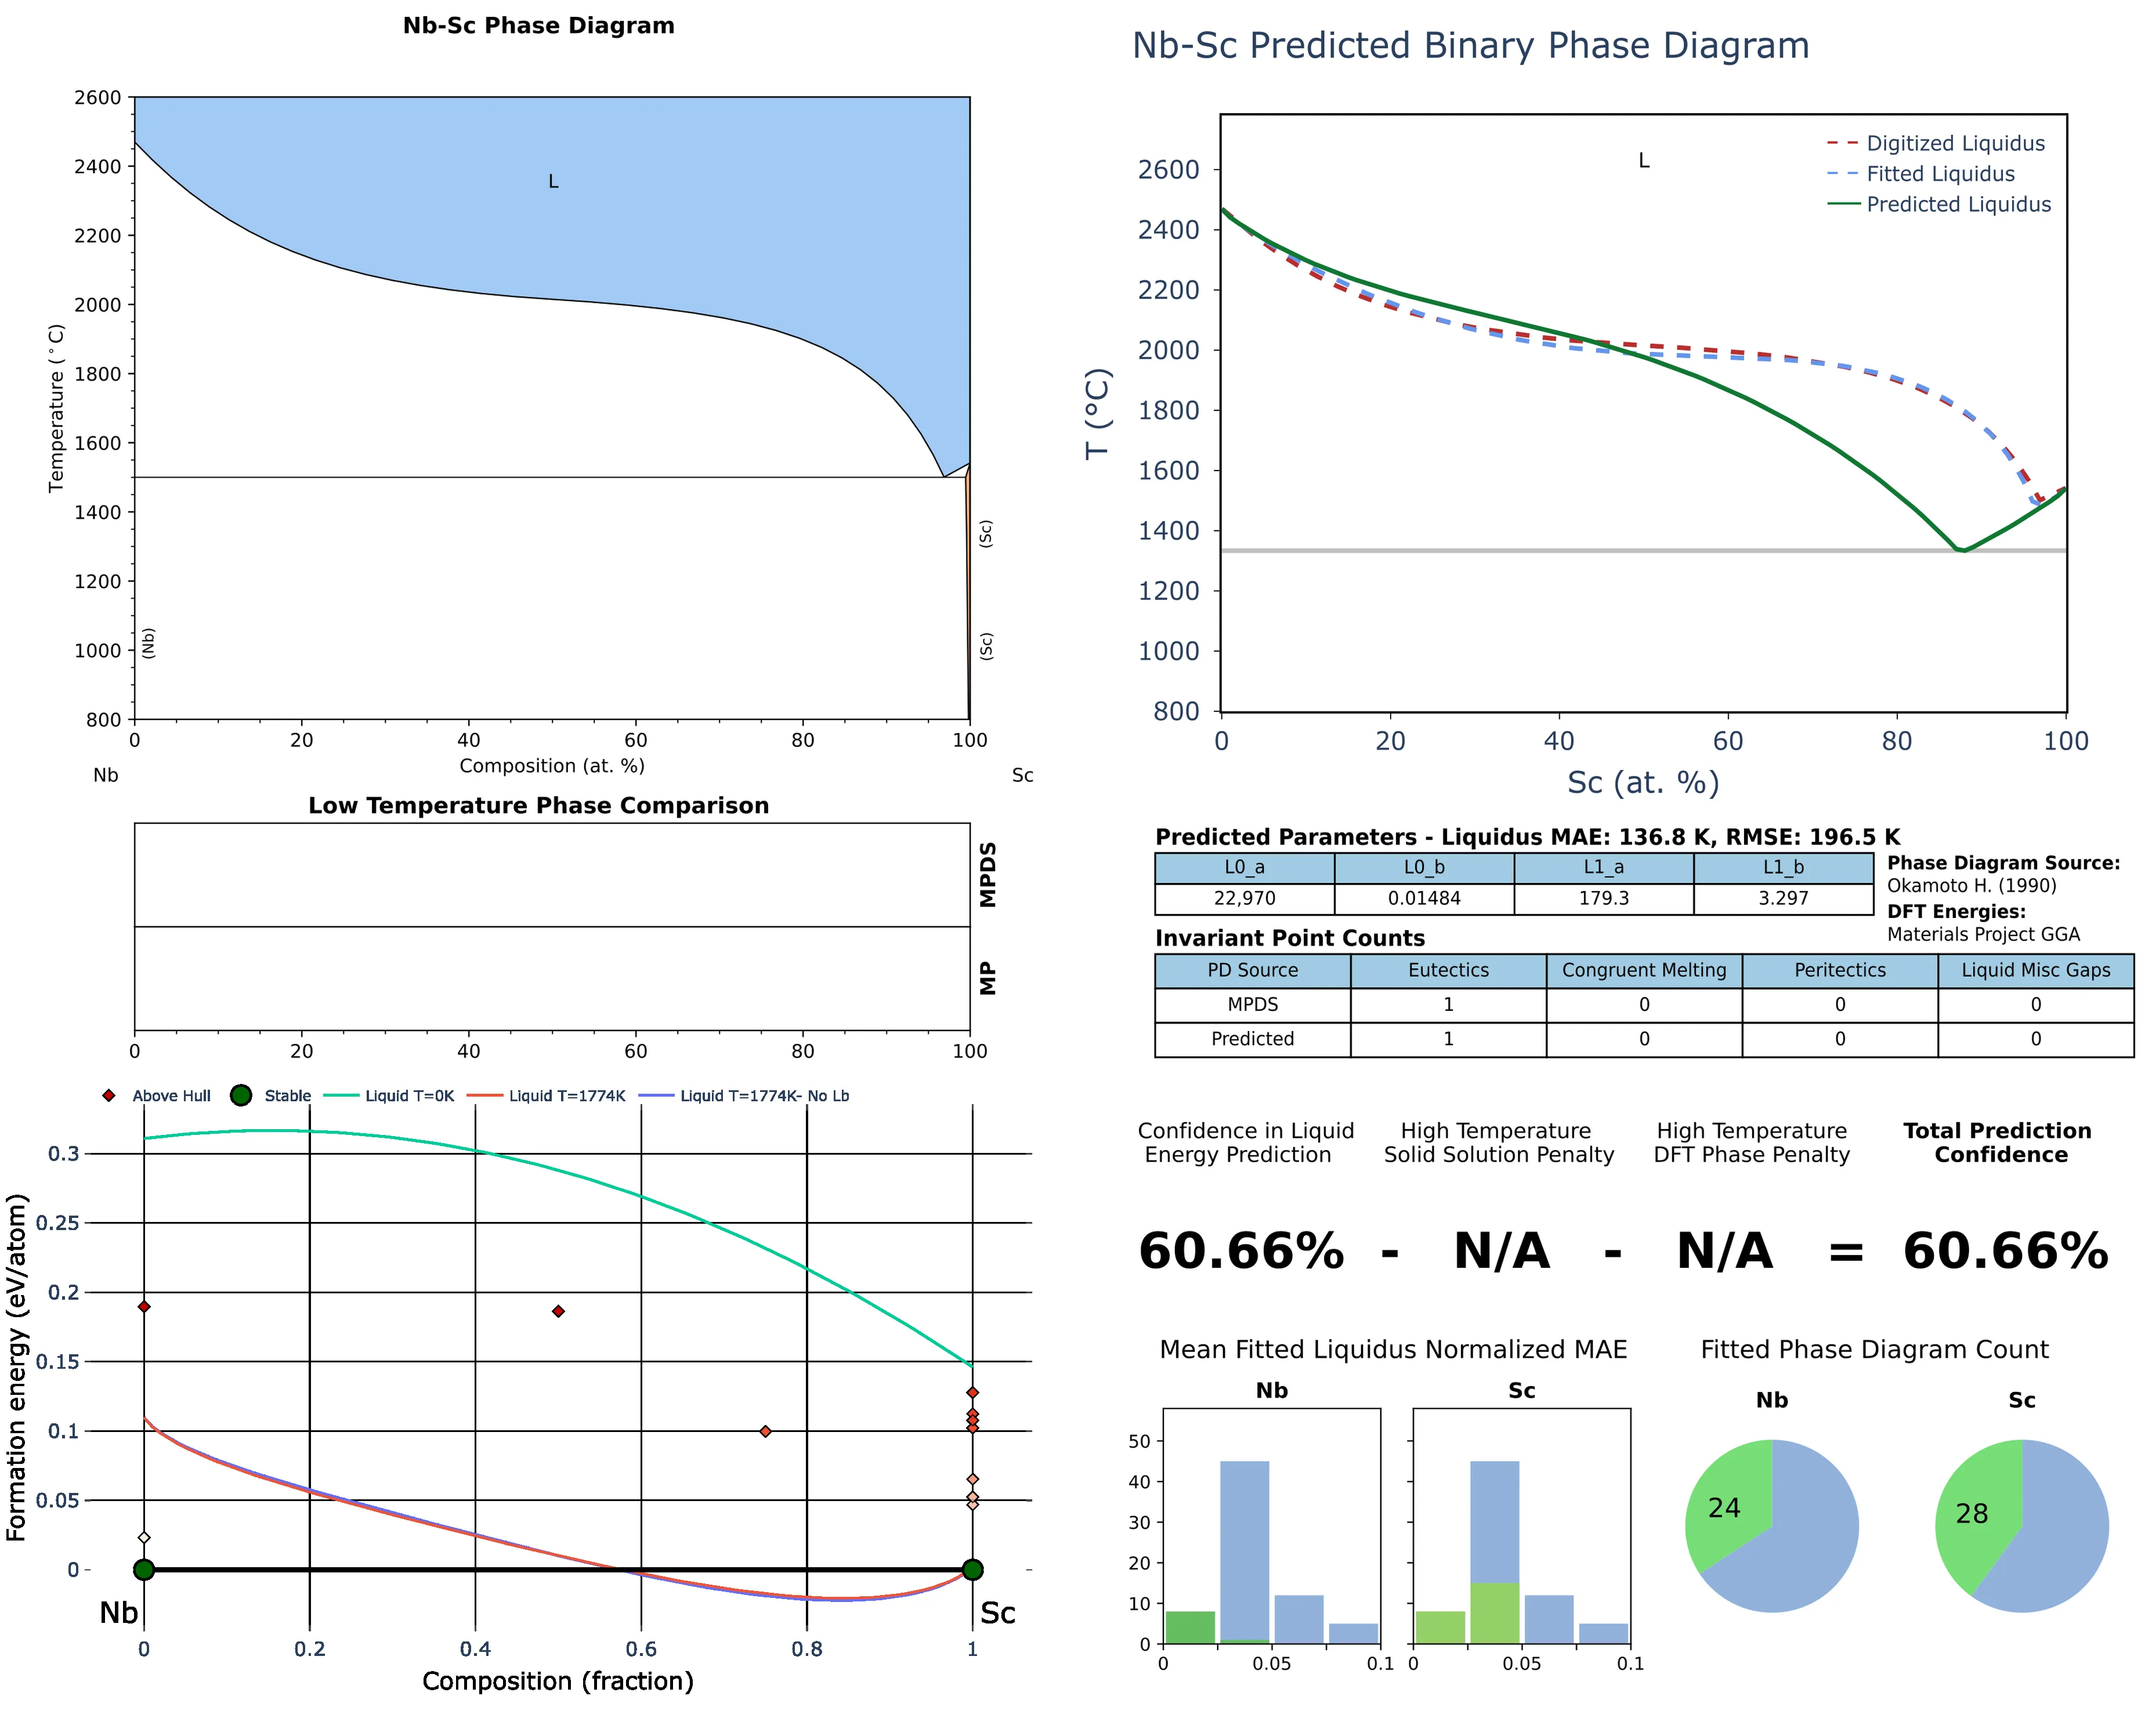 Nb-Sc Phase Diagram
2600
2400
2200
2000
1800
1600
1400
1200
1000
800
Temperature (°C)
L
(Nb)
(Sc)
(Sc)
0 20 40 60 80 100
Nb Composition (at. %) Sc
Low Temperature Phase Comparison
MPDS
MP
0 20 40 60 80 100
Above Hull Stable Liquid T=0K Liquid T=1774K Liquid T=1774K- No Lb
Formation energy (eV/atom)
0.3
0.25
0.2
0.15
0.1
0.05
0
Nb Sc
0 0.2 0.4 0.6 0.8 1
Composition (fraction)
Nb-Sc Predicted Binary Phase Diagram
L
Digitized Liquidus
Fitted Liquidus
Predicted Liquidus
2600
2400
2200
2000
1800
1600
1400
1200
1000
800
T (°C)
0 20 40 60 80 100
Sc (at. %)
Predicted Parameters - Liquidus MAE: 136.8 K, RMSE: 196.5 K
L0_a L0_b L1_a L1_b
22,970 0.01484 179.3 3.297
Phase Diagram Source:
Okamoto H. (1990)
DFT Energies:
Materials Project GGA
Invariant Point Counts
PD Source Eutectics Congruent Melting Peritectics Liquid Misc Gaps
MPDS 1 0 0 0
Predicted 1 0 0 0
Confidence in Liquid
Energy Prediction
High Temperature
Solid Solution Penalty
High Temperature
DFT Phase Penalty
Total Prediction
Confidence
60.66% - N/A - N/A = 60.66%
Mean Fitted Liquidus Normalized MAE
Nb
Sc
50
40
30
20
10
0
0 0.05 0.1
0 0.05 0.1
Fitted Phase Diagram Count
Nb
Sc
24
28